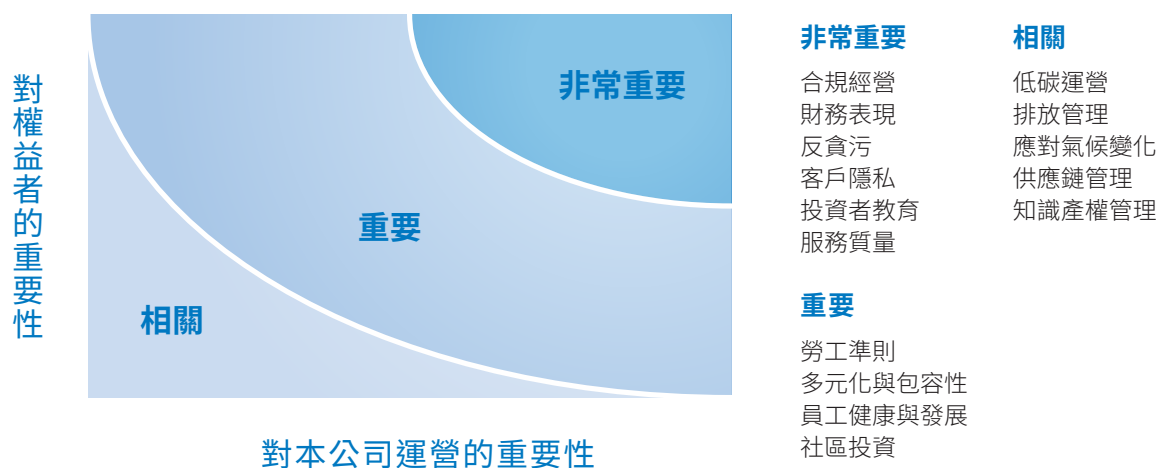 對權益者的重要性
非常重要
重要
相關
對本公司運營的重要性
非常重要
合規經營
財務表現
反貪污
客戶隱私
投資者教育
服務質量
重要
勞工準則
多元化與包容性
員工健康與發展
社區投資
相關
低碳運營
排放管理
應對氣候變化
供應鏈管理
知識產權管理